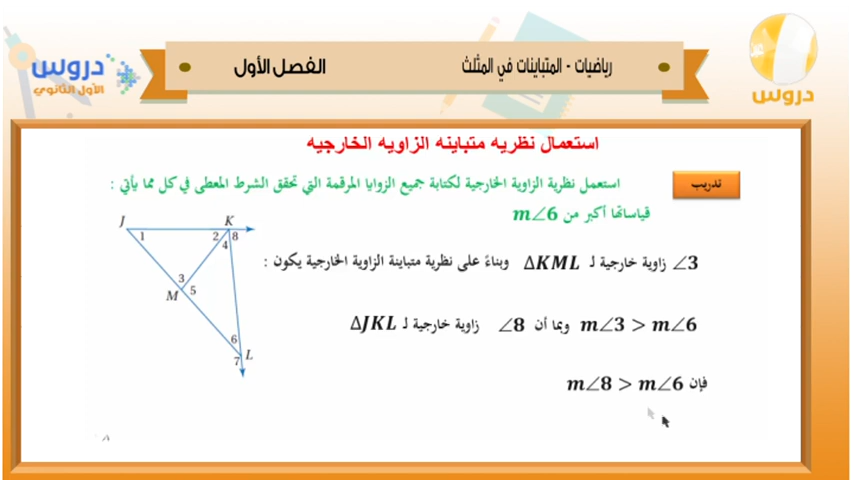 دروس
الأول الثانوي
الفصل الأول
رياضيات - المتباينات في المثلث
دروس
استعمال نظريه متباينه الزاويه الخارجيه
تدريب
استعمل نظرية الزاوية الخارجية لكتابة جميع الزوايا المرقمة التي تحقق الشرط المعطى في كل مما يأتي :
قياساتها أكبر من m∠6
∠3 زاوية خارجية لـ ΔKML وبناءً على نظرية متباينة الزاوية الخارجية يكون :
m∠3 > m∠6 وبما أن ∠8 زاوية خارجية لـ ΔJKL
فإن m∠8 > m∠6
J
K
1
2
8
4
3
M
5
6
L
7